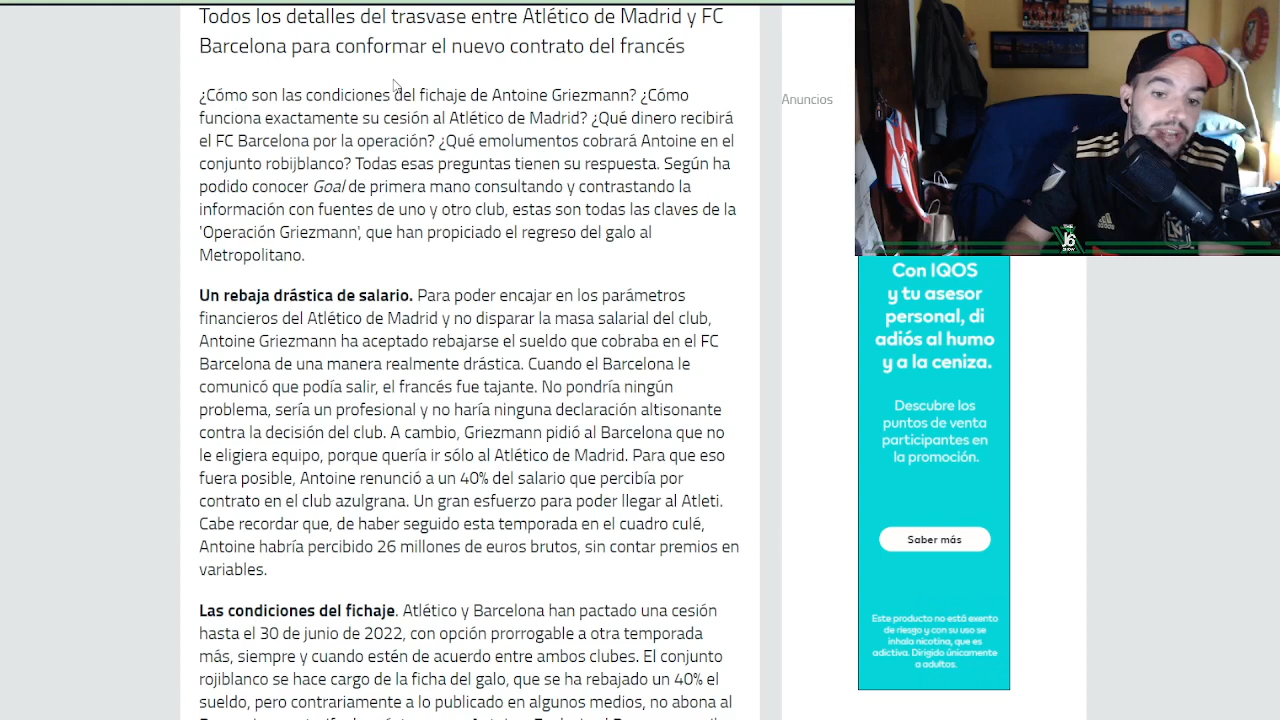 Todos los detalles del trasvase entre Atlético de Madrid y FC
Barcelona para conformar el nuevo contrato del francés
¿Cómo son las condiciones del fichaje de Antoine Griezmann? ¿Cómo
funciona exactamente su cesión al Atlético de Madrid? ¿Qué dinero recibirá
el FC Barcelona por la operación? ¿Qué emolumentos cobrará Antoine en el
conjunto robijblanco? Todas esas preguntas tienen su respuesta. Según ha
podido conocer Goal de primera mano consultando y contrastando la
información con fuentes de uno y otro club, estas son todas las claves de la
'Operación Griezmann', que han propiciado el regreso del galo al
Metropolitano.
Un rebaja drástica de salario. Para poder encajar en los parámetros
financieros del Atlético de Madrid y no disparar la masa salarial del club,
Antoine Griezmann ha aceptado rebajarse el sueldo que cobraba en el FC
Barcelona de una manera realmente drástica. Cuando el Barcelona le
comunicó que podía salir, el francés fue tajante. No pondría ningún
problema, sería un profesional y no haría ninguna declaración altisonante
contra la decisión del club. A cambio, Griezmann pidió al Barcelona que no
le eligiera equipo, porque quería ir sólo al Atlético de Madrid. Para que eso
fuera posible, Antoine renunció a un 40% del salario que percibía por
contrato en el club azulgrana. Un gran esfuerzo para poder llegar al Atleti.
Cabe recordar que, de haber seguido esta temporada en el cuadro culé,
Antoine habría percibido 26 millones de euros brutos, sin contar premios en
variables.
Las condiciones del fichaje. Atlético y Barcelona han pactado una cesión
hasta el 30 de junio de 2022, con opción prorrogable a otra temporada
más, siempre y cuando estén de acuerdo entre ambos clubes. El conjunto
rojiblanco se hace cargo de la ficha del galo, que se ha rebajado un 40% el
sueldo, pero contrariamente a lo publicado en algunos medios, no abona al
Anuncios
THE
J6
SHOW
Con IQOS
y tu asesor
personal, di
adiós al humo
y a la ceniza.
Descubre los
puntos de venta
participantes en
la promoción.
Saber más
Este producto no está exento
de riesgo y con su uso se
inhala nicotina, que es
adictiva. Dirigido únicamente
a adultos.